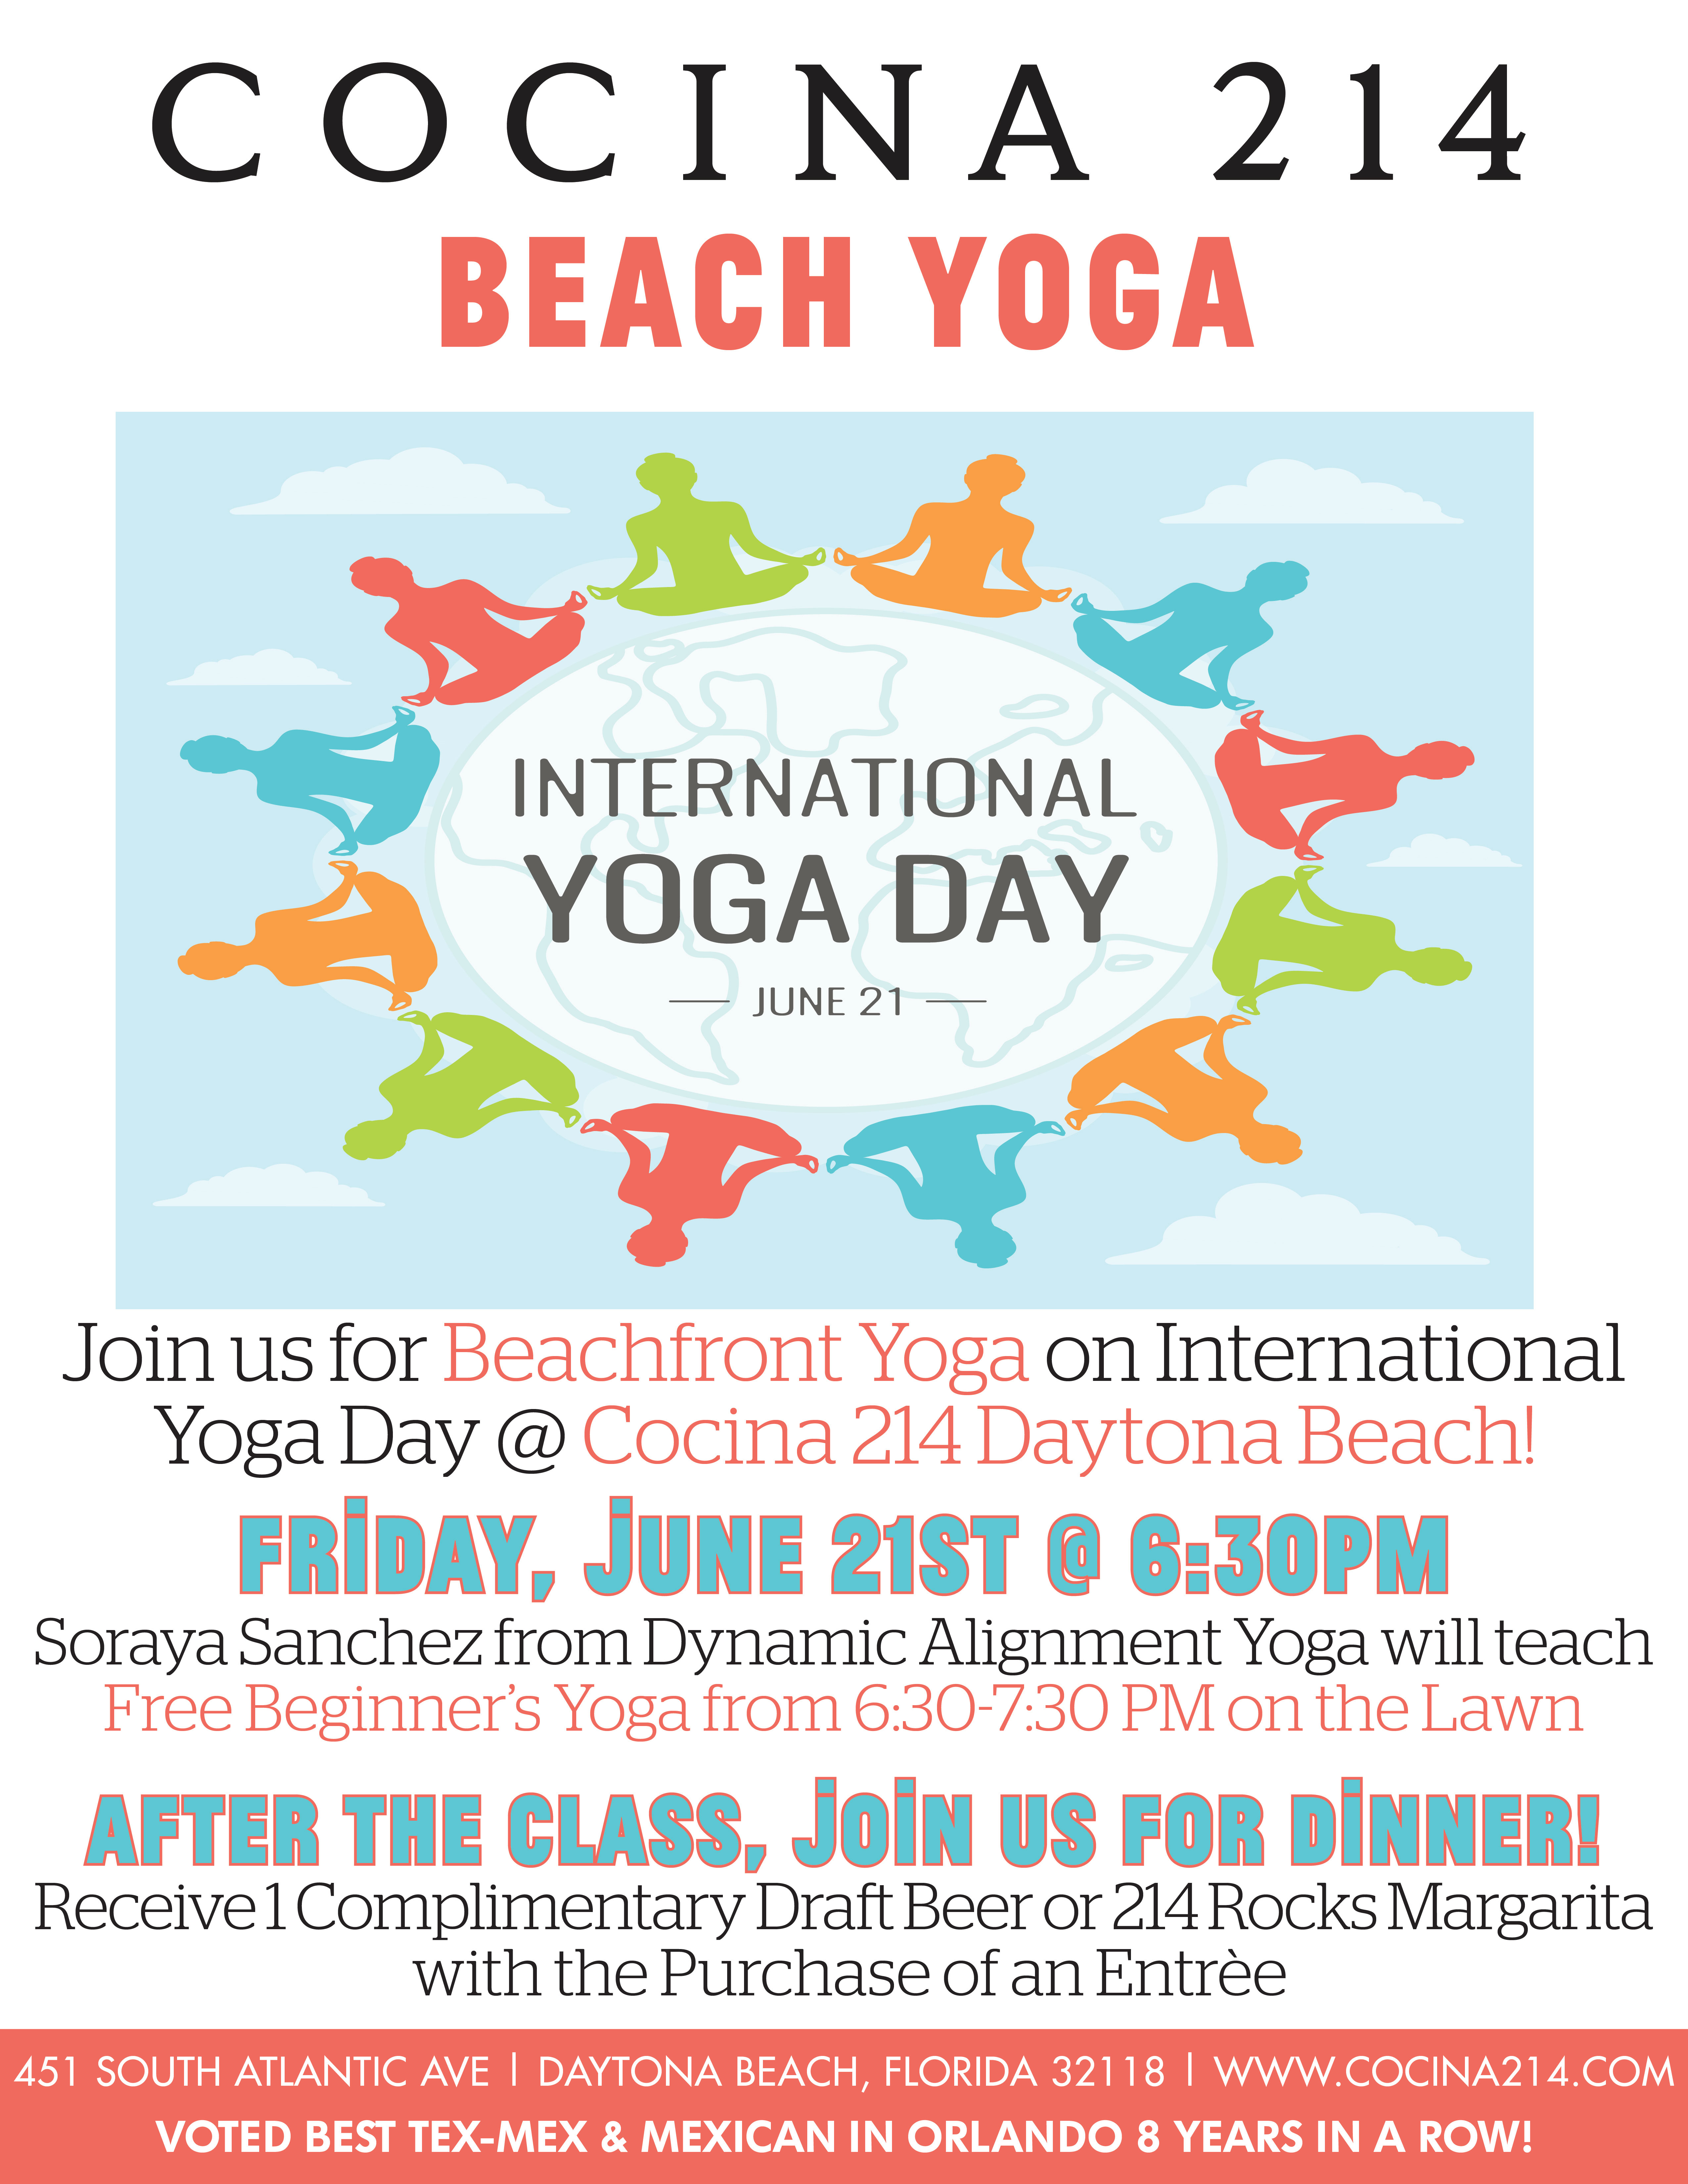 COCINA 214
BEACH YOGA
INTERNATIONAL
YOGA DAY
JUNE 21
Join us for Beachfront Yoga on International
Yoga Day @ Cocina 214 Daytona Beach!
FRiDAY, jUNE 21ST @ 6:30PM
Soraya Sanchez from Dynamic Alignment Yoga will teach
Free Beginner’s Yoga from 6:30-7:30 PM on the Lawn
AFTER THE CLASS, jOiN US FOR DiNNER!
Receive 1 Complimentary Draft Beer or 214 Rocks Margarita
with the Purchase of an Entrèe
451 SOUTH ATLANTIC AVE | DAYTONA BEACH, FLORIDA 32118 | WWW.COCINA214.COM
VOTED BEST TEX-MEX & MEXICAN IN ORLANDO 8 YEARS IN A ROW!